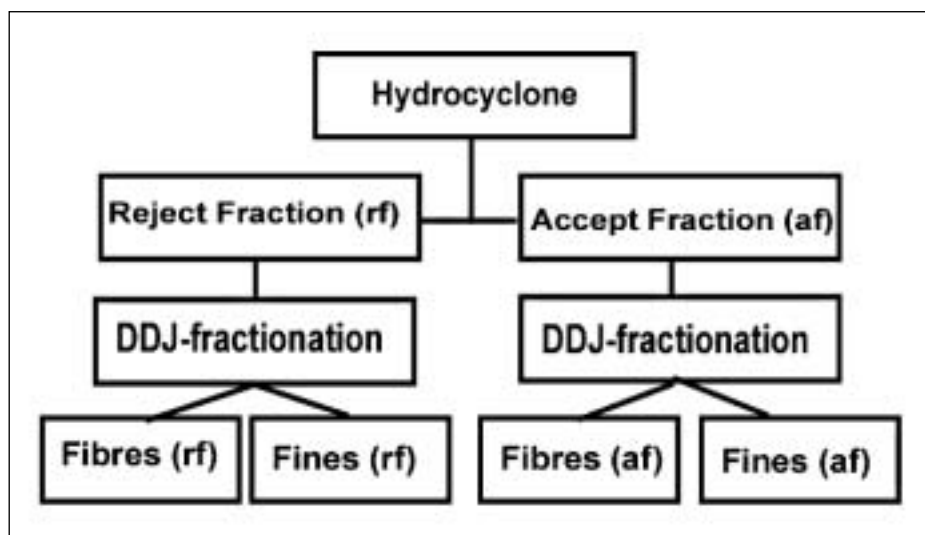 Hydrocyclone
Reject Fraction (rf)
Accept Fraction (af)
DDJ-fractionation
DDJ-fractionation
Fibres (rf)
Fines (rf)
Fibres (af)
Fines (af)